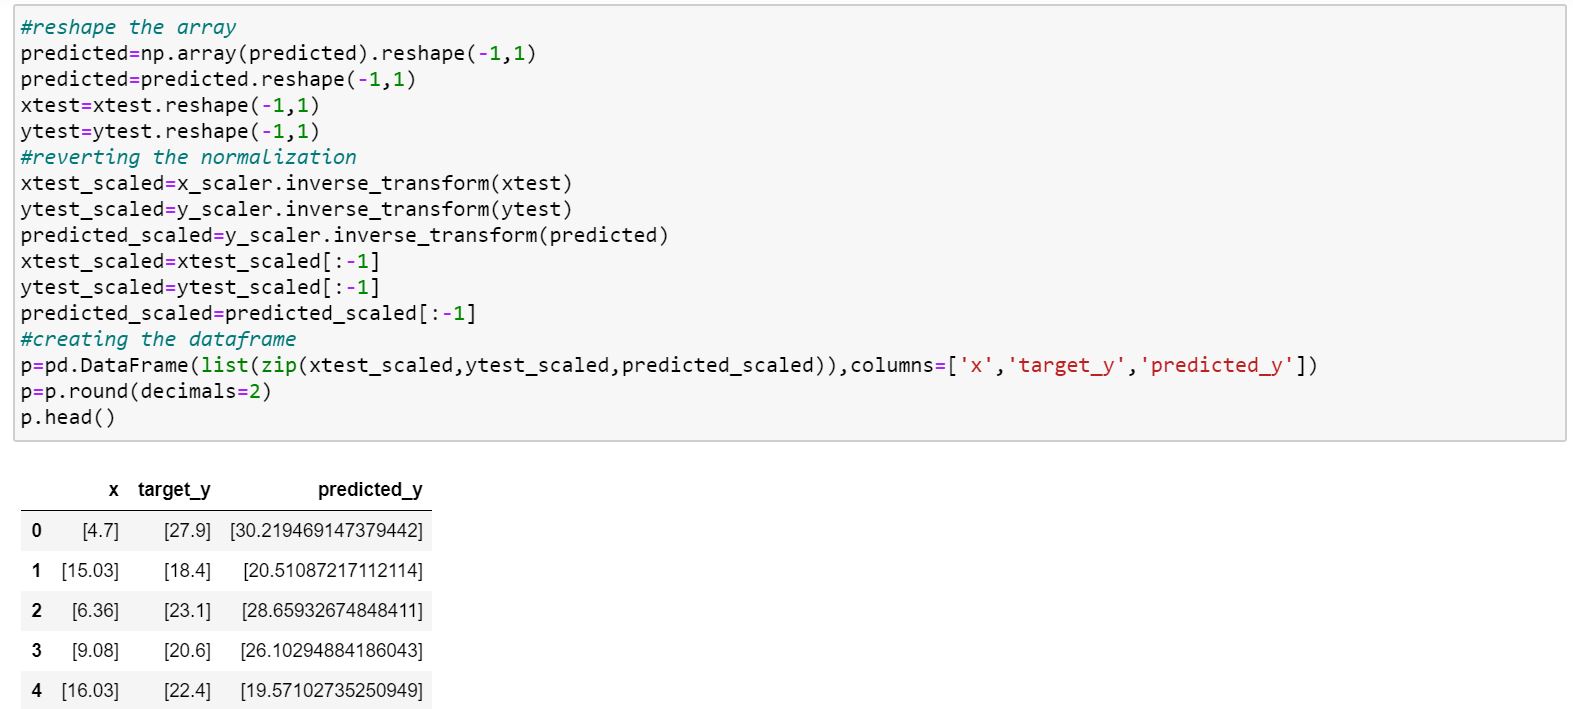 #reshape the array
predicted=np.array(predicted).reshape(-1,1)
predicted=predicted.reshape(-1,1)
xtest=xtest.reshape(-1,1)
ytest=ytest.reshape(-1,1)
#reverting the normalization
xtest_scaled=x_scaler.inverse_transform(xtest)
ytest_scaled=y_scaler.inverse_transform(ytest)
predicted_scaled=y_scaler.inverse_transform(predicted)
xtest_scaled=xtest_scaled[:-1]
ytest_scaled=ytest_scaled[:-1]
predicted_scaled=predicted_scaled[:-1]
#creating the dataframe
p=pd.DataFrame(list(zip(xtest_scaled,ytest_scaled,predicted_scaled)),columns=['x','target_y','predicted_y'])
p=p.round(decimals=2)
p.head()
x target_y predicted_y
0 [4.7] [27.9] [30.219469147379442]
1 [15.03] [18.4] [20.51087217112114]
2 [6.36] [23.1] [28.65932674848411]
3 [9.08] [20.6] [26.10294884186043]
4 [16.03] [22.4] [19.57102735250949]